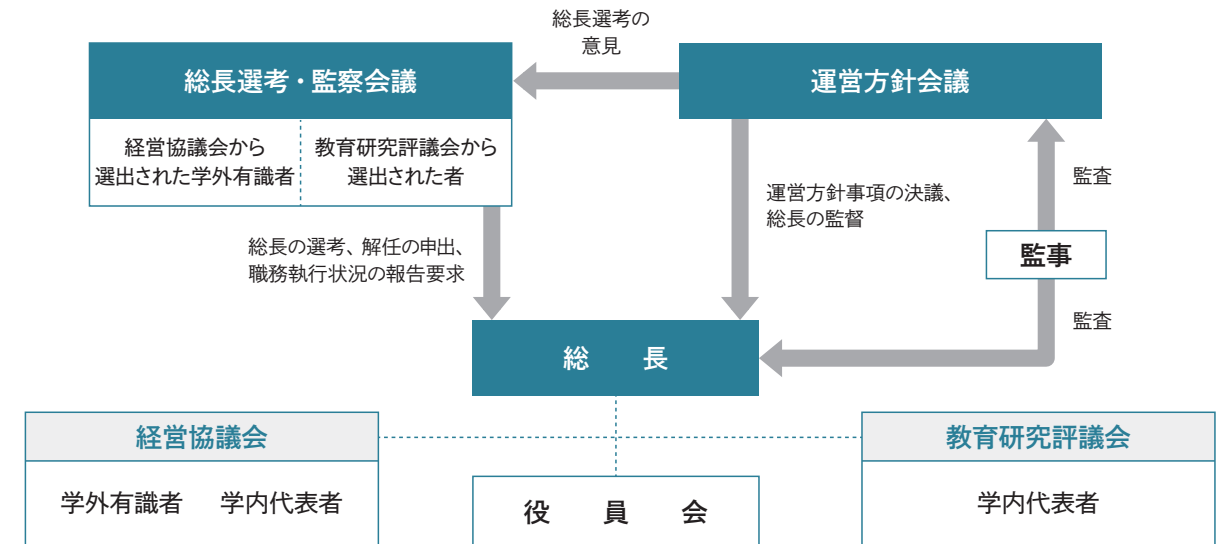 総長選考の
意見
総長選考・監察会議
運営方針会議
経営協議会から
選出された学外有識者
教育研究評議会から
選出された者
監査
運営方針事項の決議、
総長の監督
監事
総長の選考、解任の申出、
職務執行状況の報告要求
監査
総長
経営協議会
教育研究評議会
学外有識者 学内代表者
役員会
学内代表者